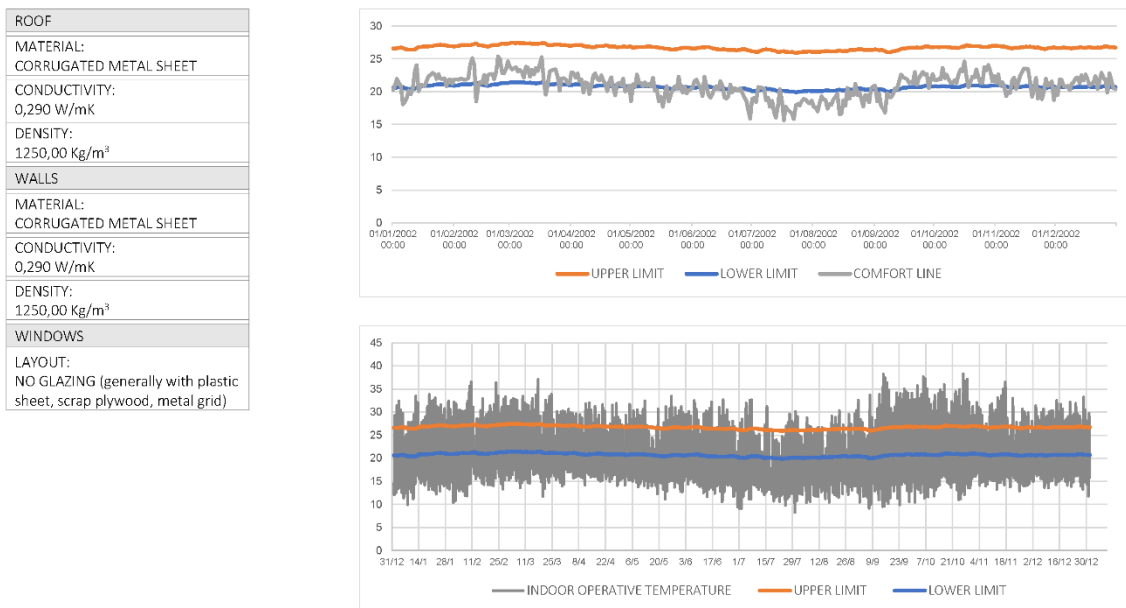 ROOF
MATERIAL:
CORRUGATED METAL SHEET
CONDUCTIVITY:
0,290 W/mK
DENSITY:
1250,00 Kg/m³
WALLS
MATERIAL:
CORRUGATED METAL SHEET
CONDUCTIVITY:
0,290 W/mK
DENSITY:
1250,00 Kg/m³
WINDOWS
LAYOUT:
NO GLAZING (generally with plastic
sheet, scrap plywood, metal grid)
30
25
20
15
10
5
0
01/01/2002 01/02/2002 01/03/2002 01/04/2002 01/05/2002 01/06/2002 01/07/2002 01/08/2002 01/09/2002 01/10/2002 01/11/2002 01/12/2002
00:00 00:00 00:00 00:00 00:00 00:00 00:00 00:00 00:00 00:00 00:00 00:00
UPPER LIMIT LOWER LIMIT COMFORT LINE
45
40
35
30
25
20
15
10
5
0
31/12 14/1 28/1 11/2 25/2 11/3 25/3 8/4 22/4 6/5 20/5 3/6 17/6 1/7 15/7 29/7 12/8 26/8 9/9 23/9 7/10 21/10 4/11 18/11 2/12 16/12 30/12
INDOOR OPERATIVE TEMPERATURE UPPER LIMIT LOWER LIMIT